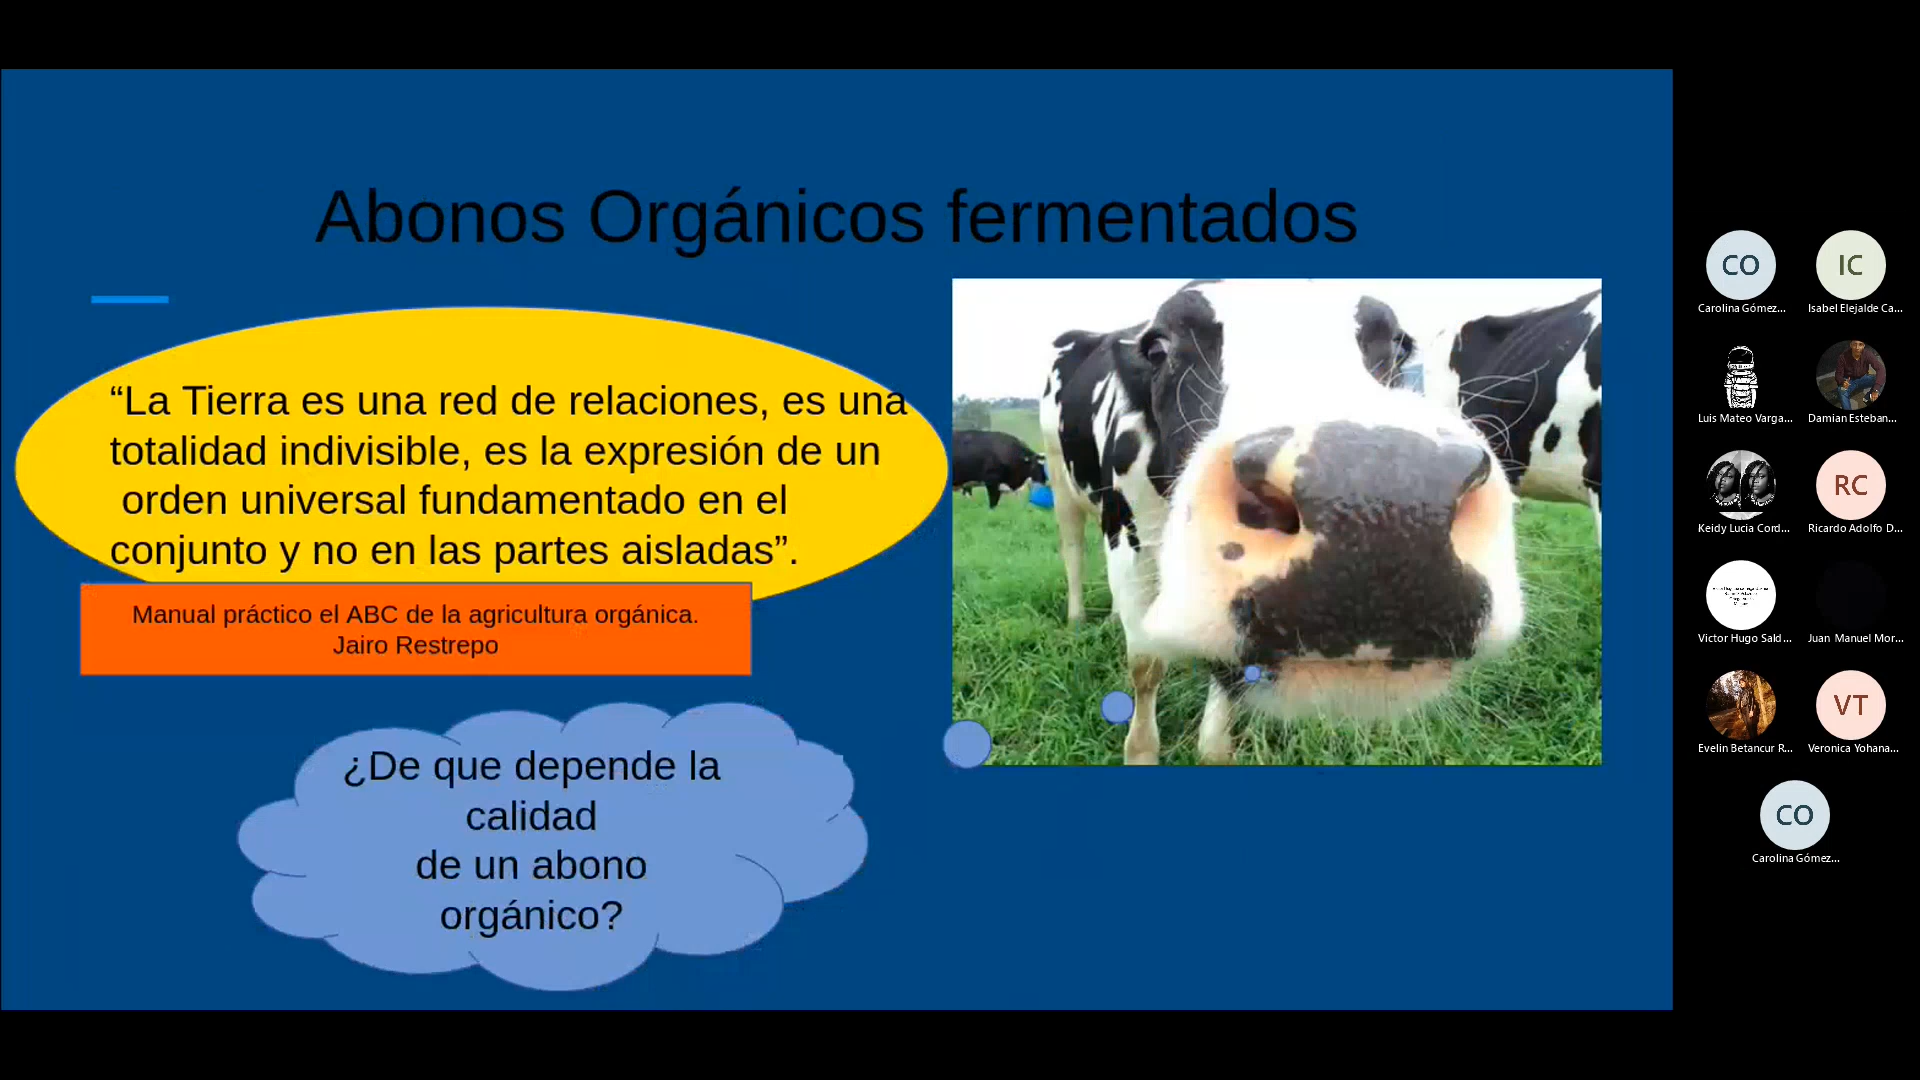 Abonos Orgánicos fermentados
“La Tierra es una red de relaciones, es una
totalidad indivisible, es la expresión de un
orden universal fundamentado en el
conjunto y no en las partes aisladas”.
Manual práctico el ABC de la agricultura orgánica.
Jairo Restrepo
¿De que depende la
calidad
de un abono
orgánico?
CO
Carolina Gómez...
IC
Isabel Elejalde Ca...
Luis Mateo Varga...
Damian Esteban...
Keidy Lucia Cord...
RC
Ricardo Adolfo D...
Victor Hugo Sald...
Juan Manuel Mor...
Evelin Betancur R...
VT
Veronica Yohana...
CO
Carolina Gómez...